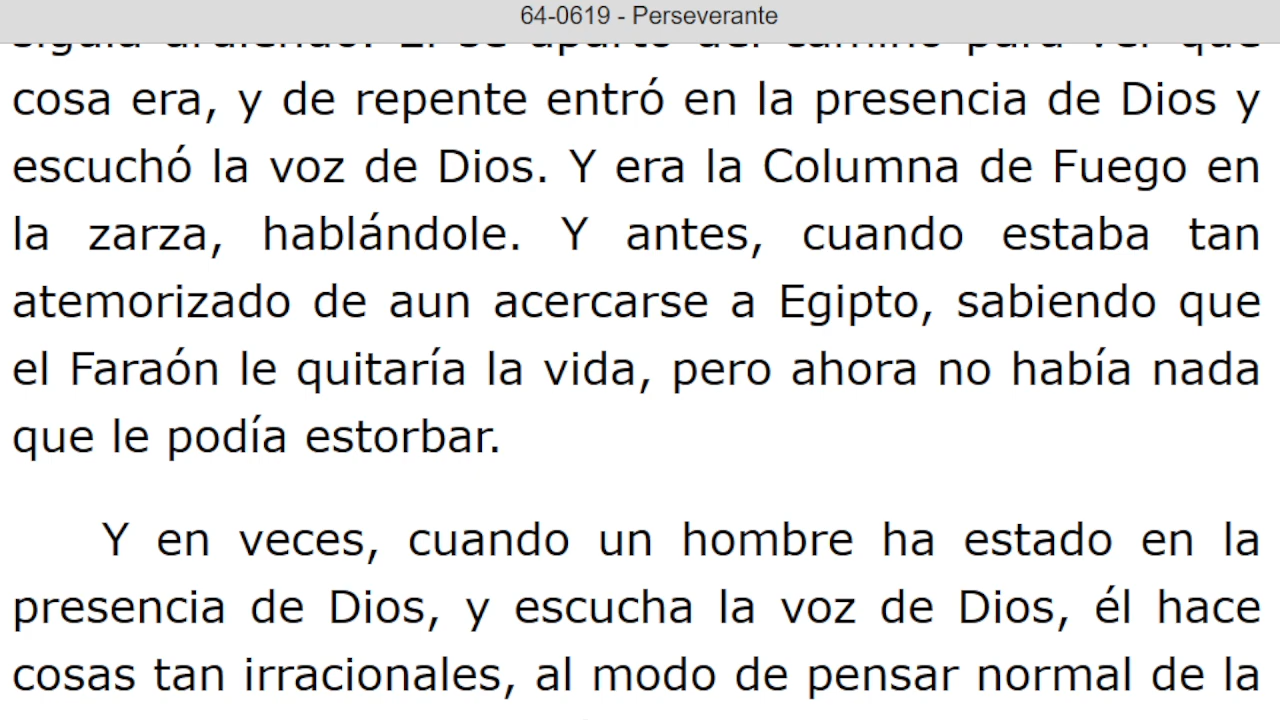 64-0619 - Perseverante
cosa era, y de repente entró en la presencia de Dios y
escuchó la voz de Dios. Y era la Columna de Fuego en
la zarza, hablándole. Y antes, cuando estaba tan
atemorizado de aun acercarse a Egipto, sabiendo que
el Faraón le quitaría la vida, pero ahora no había nada
que le podía estorbar.
Y en veces, cuando un hombre ha estado en la
presencia de Dios, y escucha la voz de Dios, él hace
cosas tan irracionales, al modo de pensar normal de la